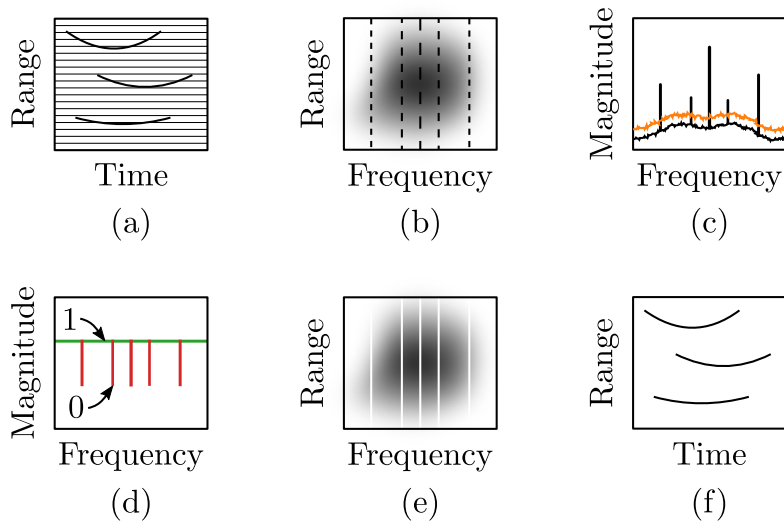 Range
Time
(a)
Range
Frequency
(b)
Magnitude
Frequency
(c)
Magnitude
1
0
Frequency
(d)
Range
Frequency
(e)
Range
Time
(f)